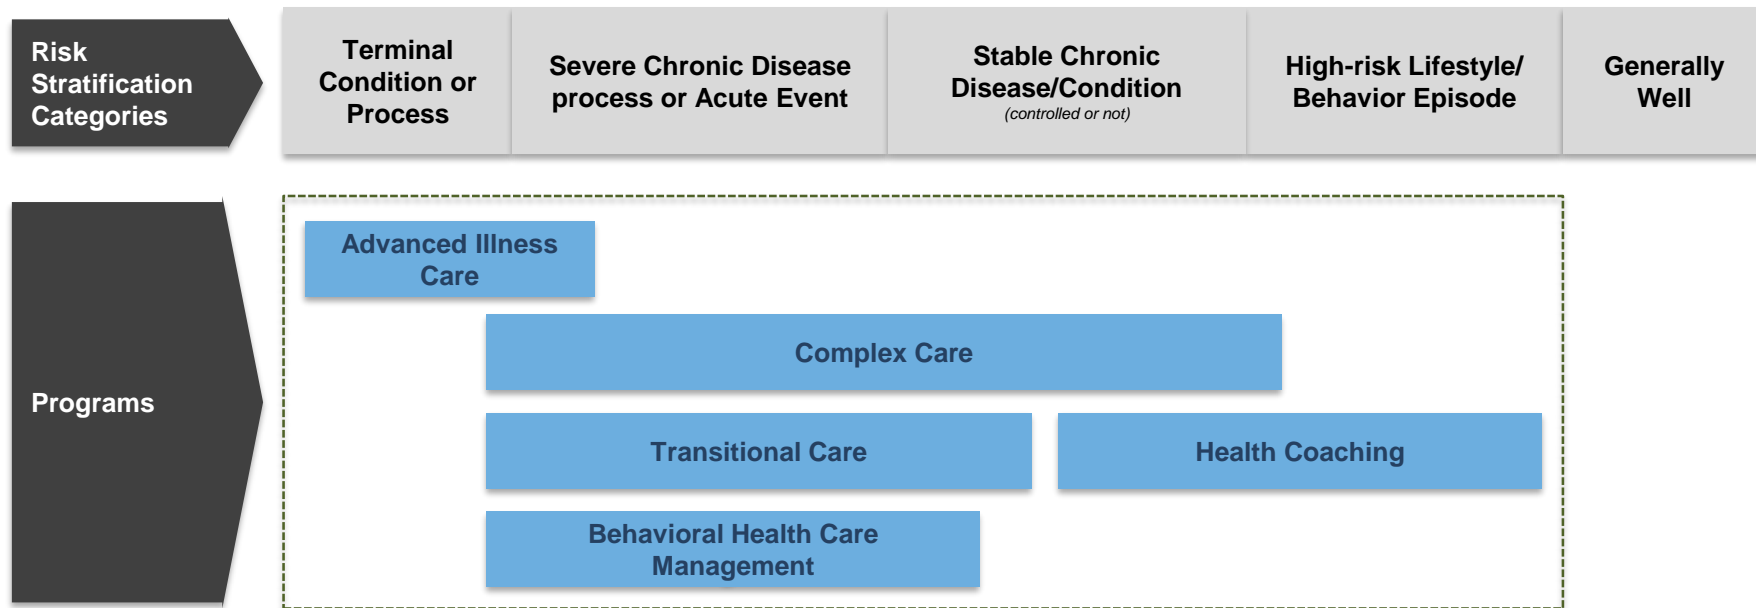 Risk
Stratification
Categories
Terminal
Condition or
Process
Severe Chronic Disease
process or Acute Event
Stable Chronic
Disease/Condition
(controlled or not)
High-risk Lifestyle/
Behavior Episode
Generally
Well
Programs
Advanced Illness
Care
Complex Care
Transitional Care
Health Coaching
Behavioral Health Care
Management